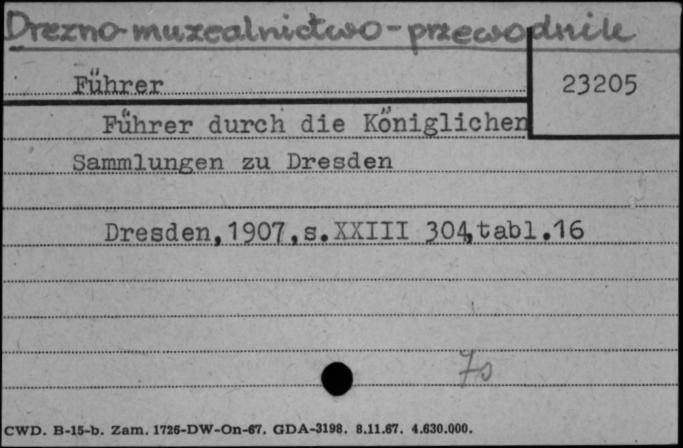 Drezno-muzealnictwo-przewodnik
Führer
23205
Führer durch die Königlichen
Sammlungen zu Dresden
Dresden,1907,s.XXIII 304,tabl.16
CWD. B-15-b. Zam. 1726-DW-On-67. GDA-3198. 8.11.67. 4.630.000.